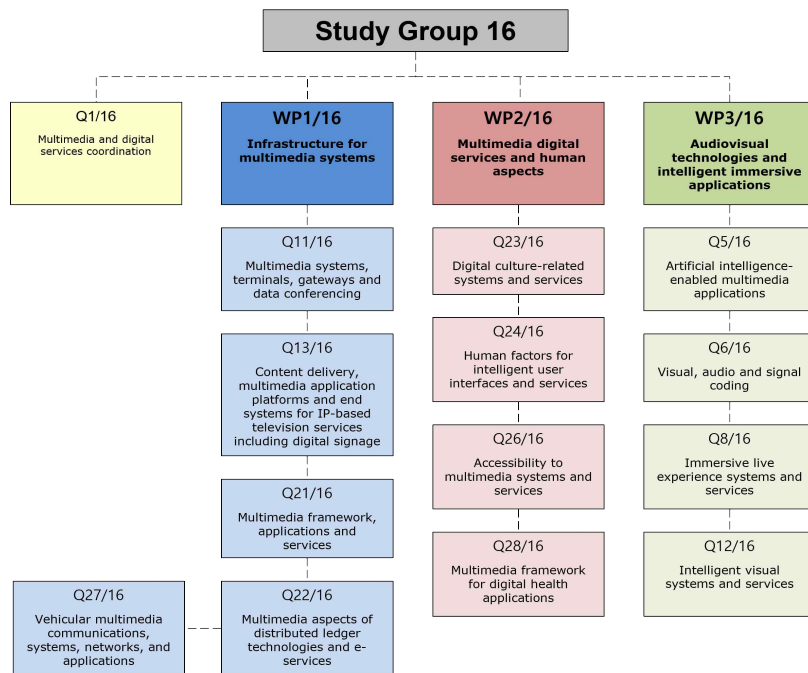 Study Group 16
Q1/16
Multimedia and digital
services coordination
WP1/16
Infrastructure for
multimedia systems
WP2/16
Multimedia digital
services and human
aspects
WP3/16
Audiovisual
technologies and
intelligent immersive
applications
Q11/16
Multimedia systems,
terminals, gateways and
data conferencing
Q13/16
Content delivery,
multimedia application
platforms and end
systems for IP-based
television services
including digital signage
Q21/16
Multimedia framework,
applications and
services
Q27/16
Vehicular multimedia
communications,
systems, networks, and
applications
Q22/16
Multimedia aspects of
distributed ledger
technologies and e-
services
Q23/16
Digital culture-related
systems and services
Q24/16
Human factors for
intelligent user
interfaces and services
Q26/16
Accessibility to
multimedia systems and
services
Q28/16
Multimedia framework
for digital health
applications
Q5/16
Artificial intelligence-
enabled multimedia
applications
Q6/16
Visual, audio and signal
coding
Q8/16
Immersive live
experience systems and
services
Q12/16
Intelligent visual
systems and services